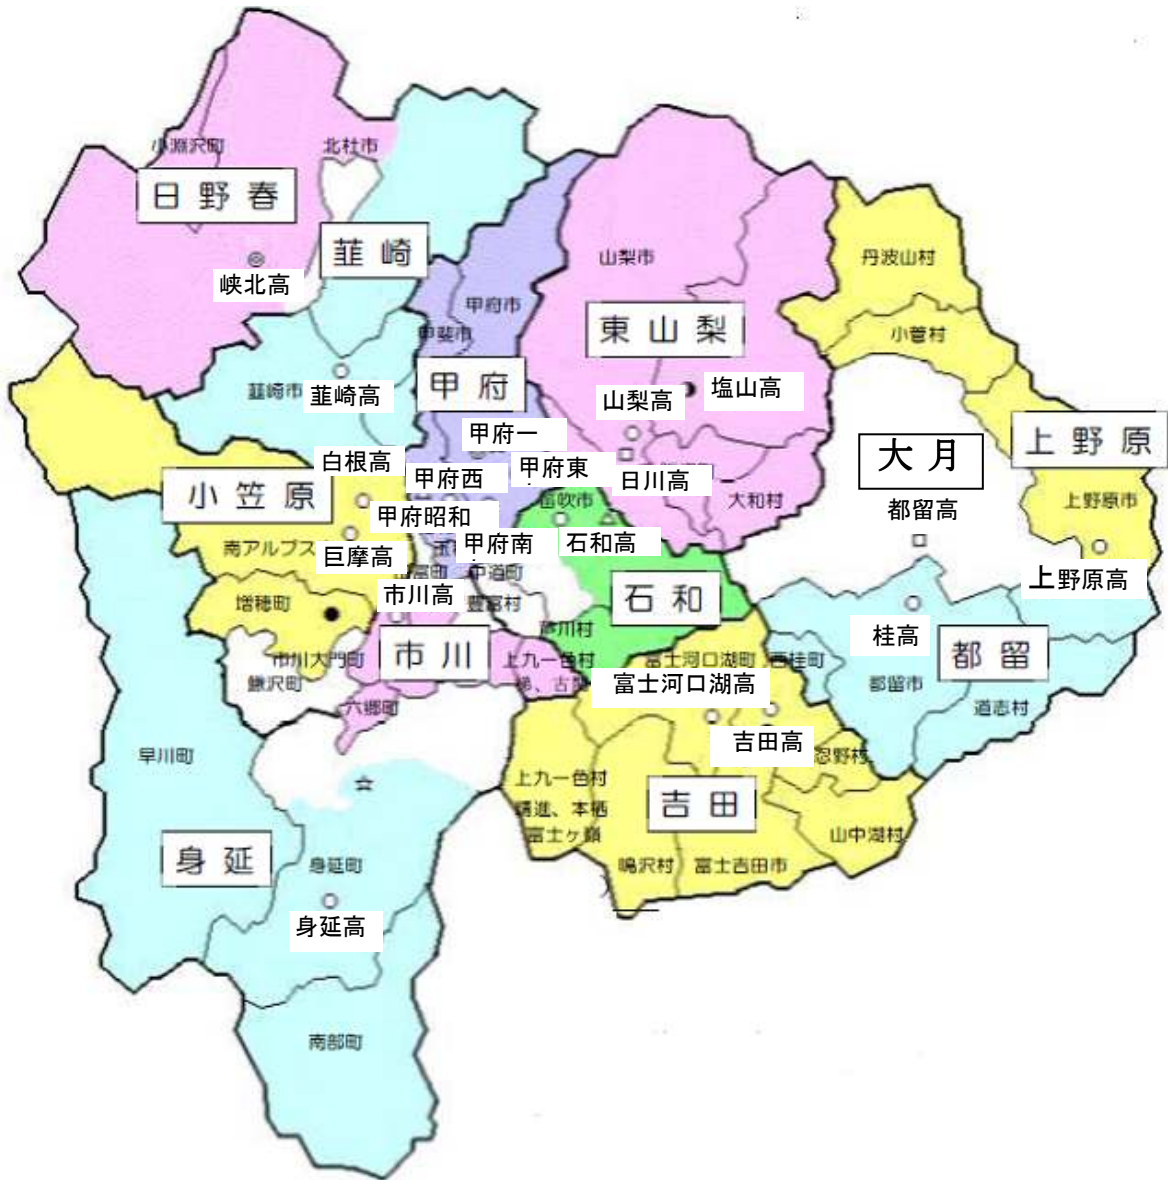 小淵沢町
北杜市
日野春
韮崎
峡北高
山梨市
丹波山村
甲府市
小菅村
東山梨
甲斐市
甲府
韮崎市
韮崎高
山梨高
塩山高
上野原
甲府一
大月
白根高
甲府西
甲府東
日川高
小笠原
笛吹市
大和村
上野原市
都留高
甲府昭和
南アルプス
巨摩高
甲府南
石和高
中道町
上野原高
増穂町
市川高
豊富村
石和
芦川村
桂高
市川大門町
市川
上九一色村
梯、古関
富士河口湖町
西桂町
都留
鰍沢町
富士河口湖高
都留市
六郷町
道志村
早川町
吉田高
忍野村
上九一色村
精進、本栖
富士ヶ嶺
吉田
山中湖村
身延
身延町
鳴沢村
富士吉田市
身延高
南部町